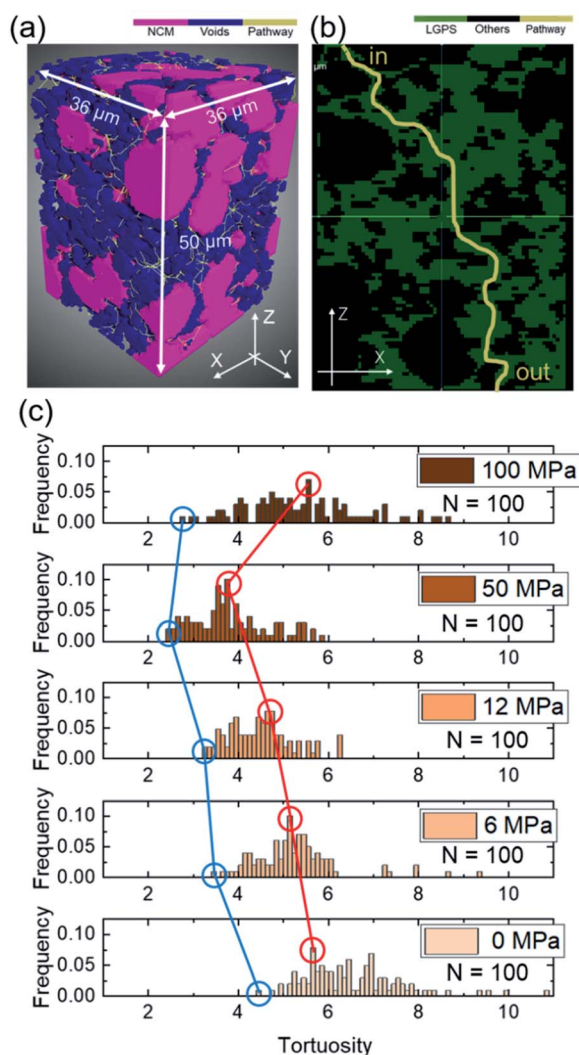 (a)
NCM Voids Pathway
36 µm
36 µm
50 µm
Z
X
Y
(b)
LGPS Others Pathway
µm
in
Z
X
out
(c)
Frequency
0.10
0.05
0.00
100 MPa
N = 100
2 4 6 8 10
Frequency
0.10
0.05
0.00
50 MPa
N = 100
2 4 6 8 10
Frequency
0.10
0.05
0.00
12 MPa
N = 100
2 4 6 8 10
Frequency
0.10
0.05
0.00
6 MPa
N = 100
2 4 6 8 10
Frequency
0.10
0.05
0.00
0 MPa
N = 100
2 4 6 8 10
Tortuosity